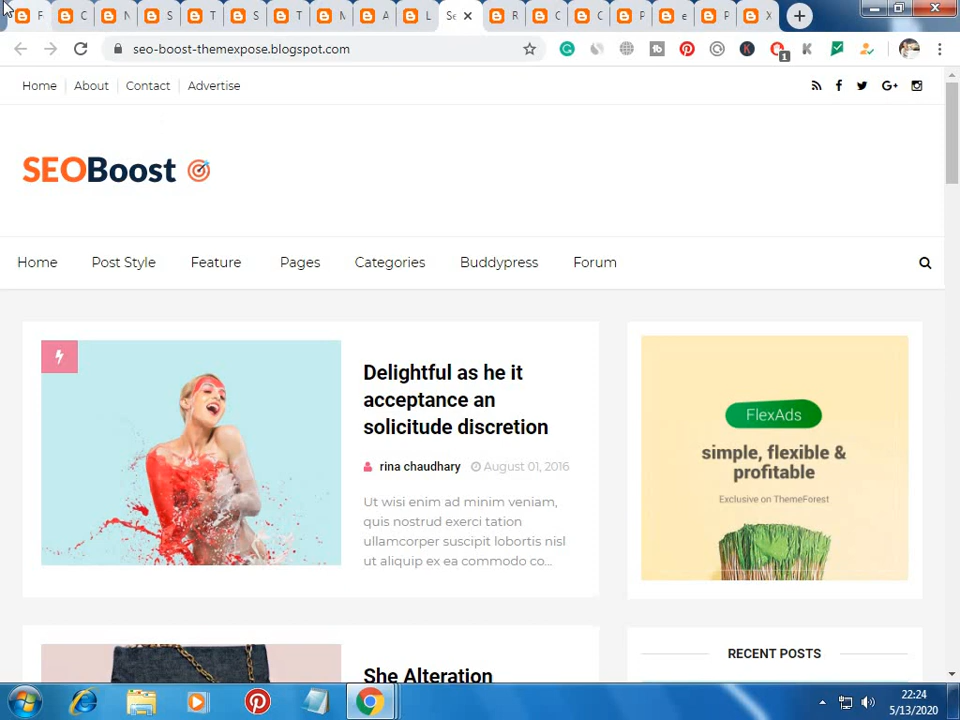 F C N S T S T N A L Se R C C P e P X
seo-boost-themexpose.blogspot.com
1
Home About Contact Advertise
SEOBoost
Home Post Style Feature Pages Categories Buddypress Forum
Delightful as he it
acceptance an
solicitude discretion
rina chaudhary August 01, 2016
Ut wisi enim ad minim veniam,
quis nostrud exerci tation
ullamcorper suscipit lobortis nisl
ut aliquip ex ea commodo co...
FlexAds
simple, flexible &
profitable
Exclusive on ThemeForest
She Alteration
RECENT POSTS
22:24
5/13/2020